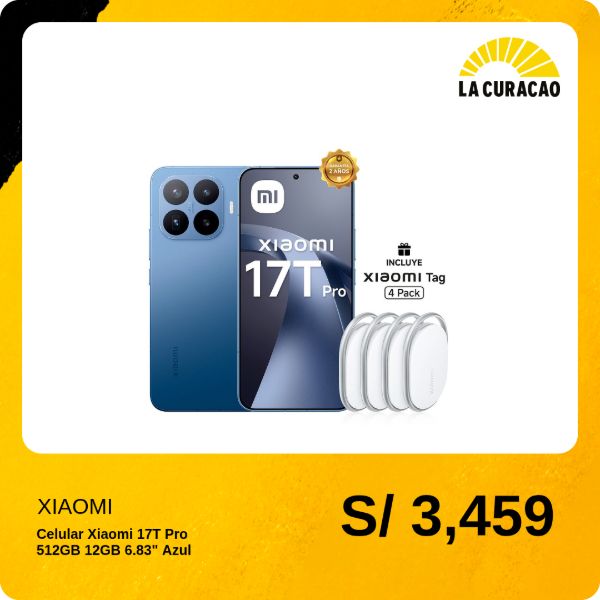 LA CURACAO
GARANTÍA
2 AÑOS
mi
xiaomi
17T Pro
xiaomi
INCLUYE
xiaomi Tag
4 Pack
XIAOMI
Celular Xiaomi 17T Pro
512GB 12GB 6.83" Azul
S/ 3,459